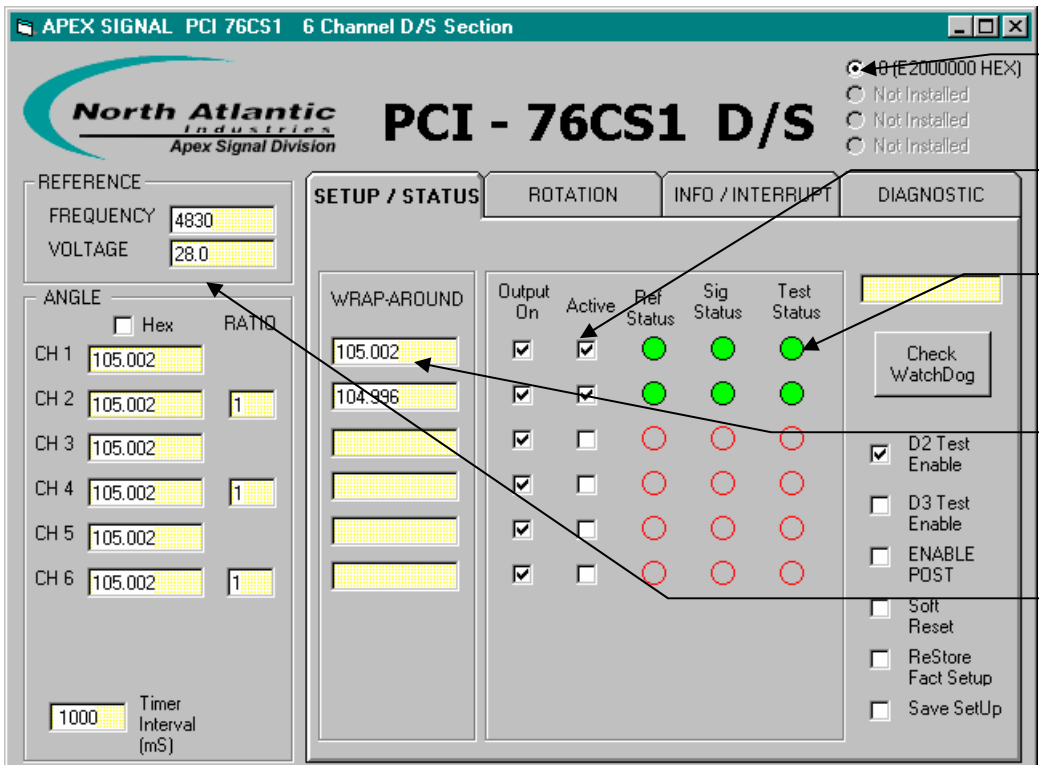 APEX SIGNAL PCI 76CS1 6 Channel D/S Section
North Atlantic
Industries
Apex Signal Division
PCI - 76CS1 D/S
0 (E2000000 HEX)
Not Installed
Not Installed
Not Installed
REFERENCE
FREQUENCY 4830
VOLTAGE 28.0
ANGLE
Hex RATIO
CH 1 105.002
CH 2 105.002 1
CH 3 105.002
CH 4 105.002 1
CH 5 105.002
CH 6 105.002 1
1000 Timer Interval (mS)
SETUP / STATUS ROTATION INFO / INTERRUPT DIAGNOSTIC
WRAP-AROUND
105.002
104.996
Output On Active Ref Status Sig Status Test Status
Check WatchDog
D2 Test Enable
D3 Test Enable
ENABLE POST
Soft Reset
ReStore Fact Setup
Save SetUp